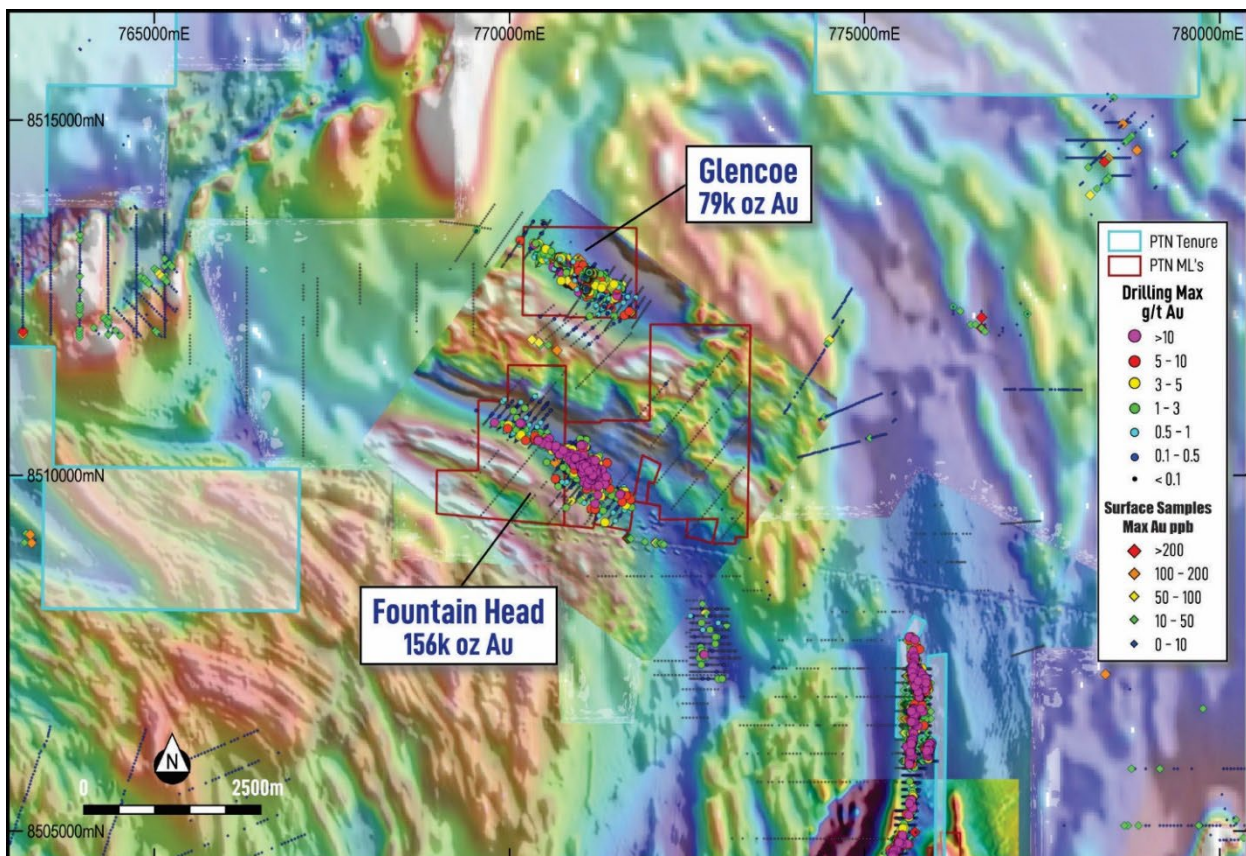 765000mE
770000mE
775000mE
780000mE
8515000mN
8510000mN
8505000mN
Glencoe
79k oz Au
Fountain Head
156k oz Au
N
0
2500m
PTN Tenure
PTN ML's
Drilling Max
g/t Au
>10
5 - 10
3 - 5
1 - 3
0.5 - 1
0.1 - 0.5
< 0.1
Surface Samples
Max Au ppb
>200
100 - 200
50 - 100
10 - 50
0 - 10